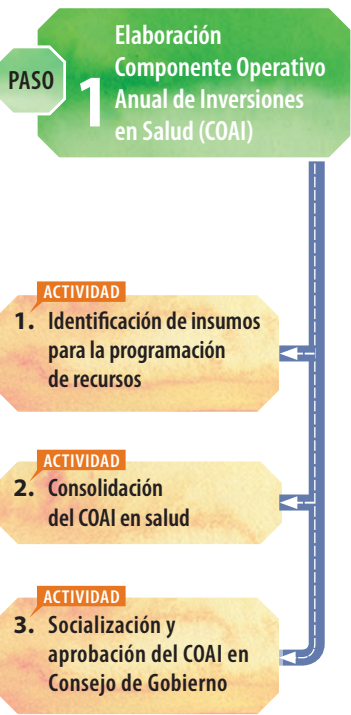 PASO
1
Elaboración
Componente Operativo
Anual de Inversiones
en Salud (COAI)
ACTIVIDAD
1. Identificación de insumos
para la programación
de recursos
ACTIVIDAD
2. Consolidación
del COAI en salud
ACTIVIDAD
3. Socialización y
aprobación del COAI en
Consejo de Gobierno